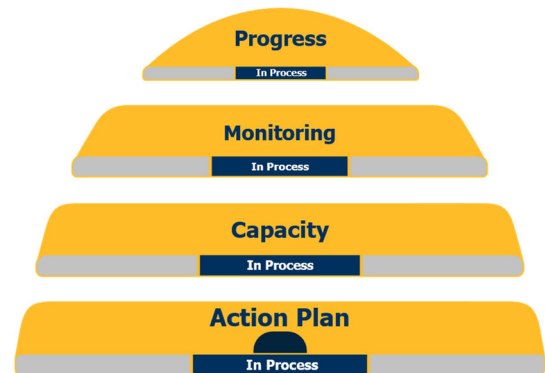 Progress
In Process
Monitoring
In Process
Capacity
In Process
Action Plan
In Process